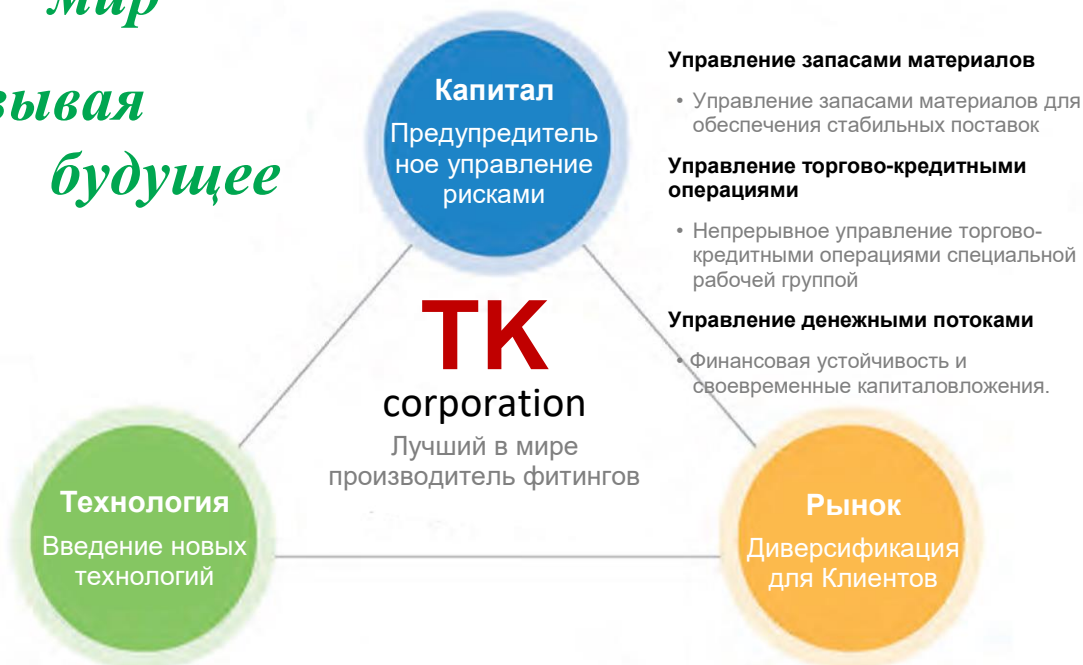 мир
будущее
Капитал
Предупредитель
ное управление
рисками
Управление запасами материалов
• Управление запасами материалов для
обеспечения стабильных поставок
Управление торгово-кредитными
операциями
• Непрерывное управление торгово-
кредитными операциями специальной
рабочей группой
Управление денежными потоками
• Финансовая устойчивость и
своевременные капиталовложения.
TK
corporation
Лучший в мире
производитель фитингов
Технология
Введение новых
технологий
Рынок
Диверсификация
для Клиентов